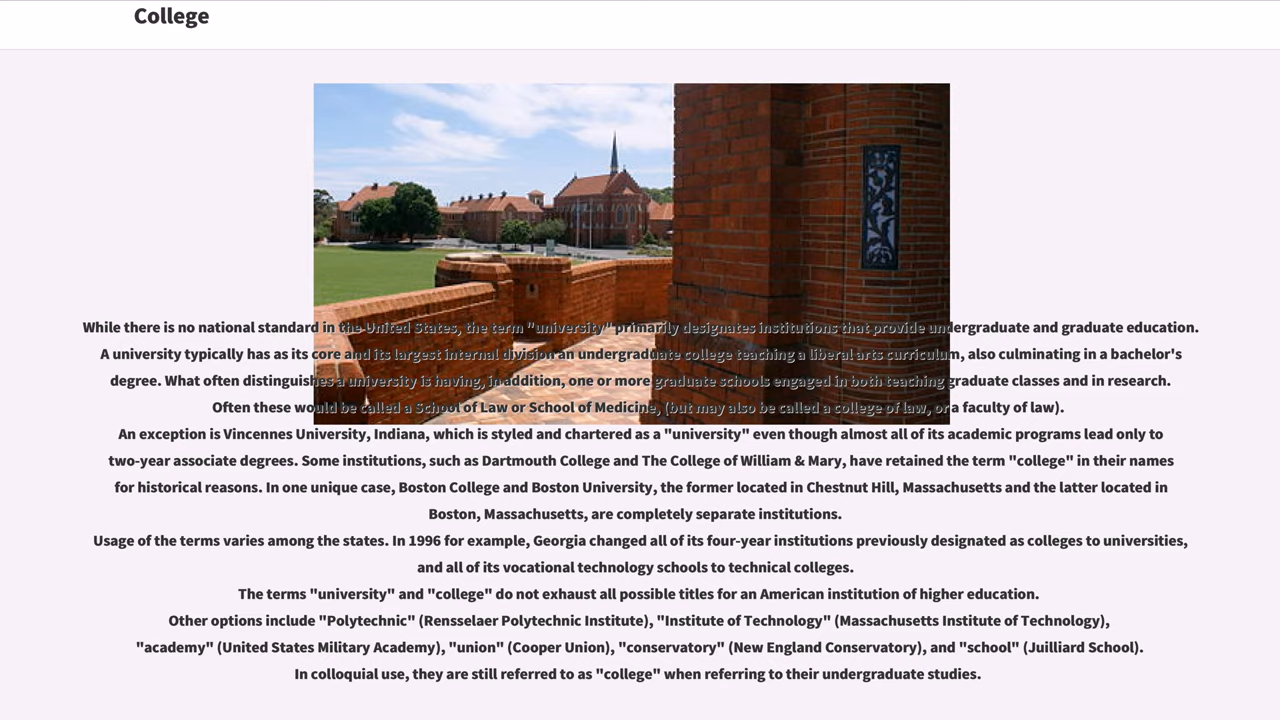 College
While there is no national standard in the United States, the term "university" primarily designates institutions that provide undergraduate and graduate education.
A university typically has as its core and its largest internal division an undergraduate college teaching a liberal arts curriculum, also culminating in a bachelor's
degree. What often distinguishes a university is having, in addition, one or more graduate schools engaged in both teaching graduate classes and in research.
Often these would be called a School of Law or School of Medicine, (but may also be called a college of law, or a faculty of law).
An exception is Vincennes University, Indiana, which is styled and chartered as a "university" even though almost all of its academic programs lead only to
two-year associate degrees. Some institutions, such as Dartmouth College and The College of William & Mary, have retained the term "college" in their names
for historical reasons. In one unique case, Boston College and Boston University, the former located in Chestnut Hill, Massachusetts and the latter located in
Boston, Massachusetts, are completely separate institutions.
Usage of the terms varies among the states. In 1996 for example, Georgia changed all of its four-year institutions previously designated as colleges to universities,
and all of its vocational technology schools to technical colleges.
The terms "university" and "college" do not exhaust all possible titles for an American institution of higher education.
Other options include "Polytechnic" (Rensselaer Polytechnic Institute), "Institute of Technology" (Massachusetts Institute of Technology),
"academy" (United States Military Academy), "union" (Cooper Union), "conservatory" (New England Conservatory), and "school" (Juilliard School).
In colloquial use, they are still referred to as "college" when referring to their undergraduate studies.